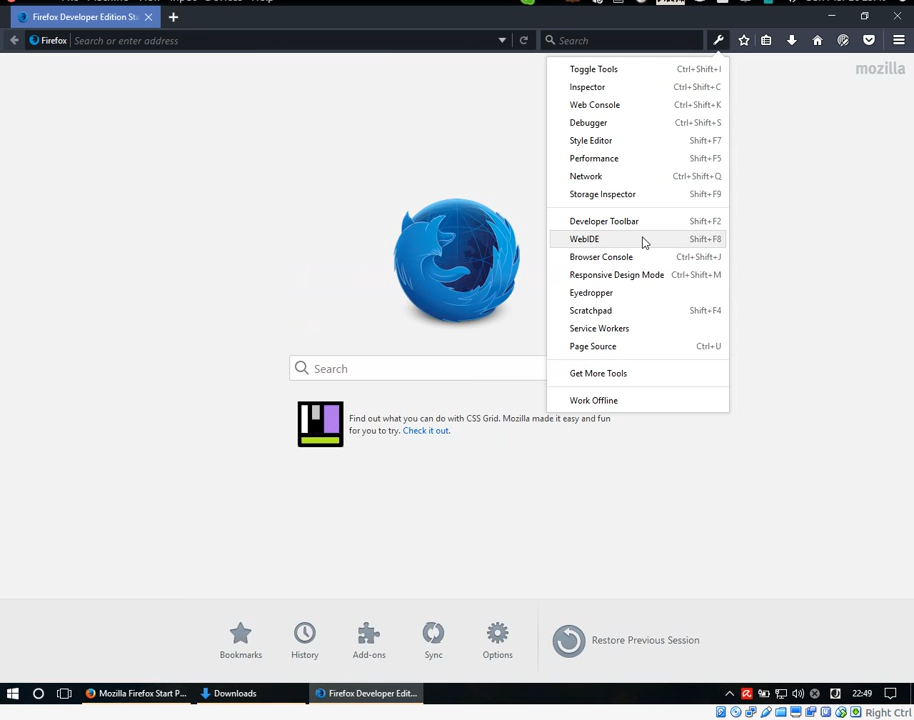 Firefox Developer Edition St
Firefox
Search or enter address
Search
mozilla
Toggle Tools Ctrl+Shift+I
Inspector Ctrl+Shift+C
Web Console Ctrl+Shift+K
Debugger Ctrl+Shift+S
Style Editor Shift+F7
Performance Shift+F5
Network Ctrl+Shift+Q
Storage Inspector Shift+F9
Developer Toolbar Shift+F2
WebIDE Shift+F8
Browser Console Ctrl+Shift+J
Responsive Design Mode Ctrl+Shift+M
Eyedropper
Scratchpad Shift+F4
Service Workers
Page Source Ctrl+U
Get More Tools
Work Offline
Search
Find out what you can do with CSS Grid. Mozilla made it easy and fun
for you to try. Check it out.
Bookmarks
History
Add-ons
Sync
Options
Restore Previous Session
Mozilla Firefox Start P...
Downloads
Firefox Developer Edit...
22:49
Right Ctrl